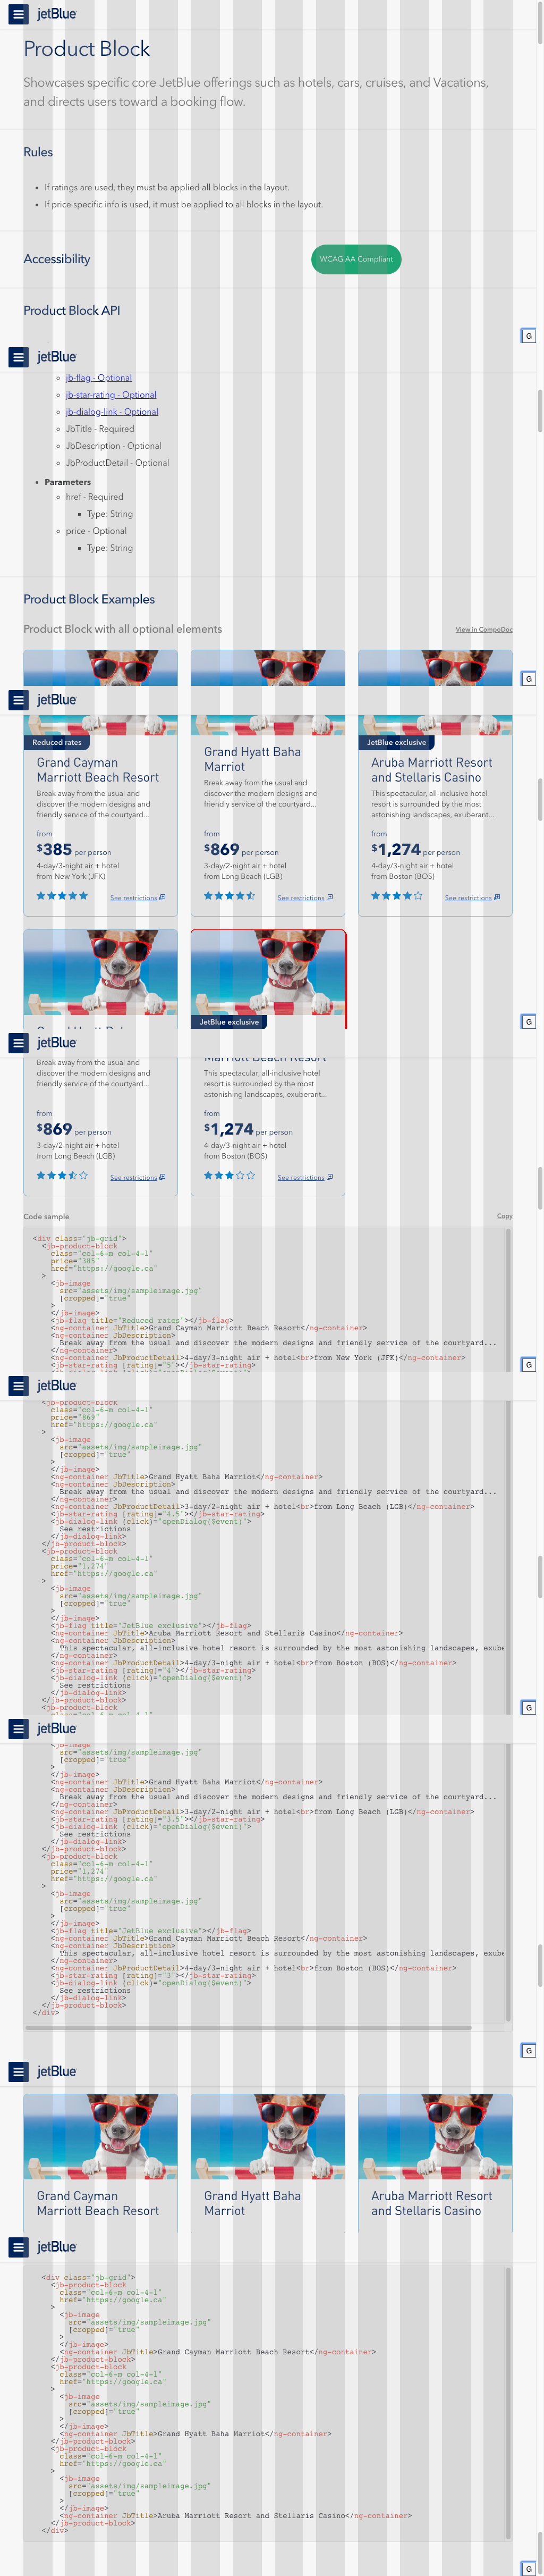 jetBlue
Product Block
Showcases specific core JetBlue offerings such as hotels, cars, cruises, and Vacations,
and directs users toward a booking flow.
Rules
If ratings are used, they must be applied all blocks in the layout.
If price specific info is used, it must be applied to all blocks in the layout.
Accessibility
WCAG AA Compliant
Product Block API
G
jetBlue
jb-flag - Optional
jb-star-rating - Optional
jb-dialog-link - Optional
JbTitle - Required
JbDescription - Optional
JbProductDetail - Optional
Parameters
href - Required
Type: String
price - Optional
Type: String
Product Block Examples
Product Block with all optional elements
View in CompoDoc
G
jetBlue
Reduced rates
Grand Cayman
Marriott Beach Resort
Break away from the usual and
discover the modern designs and
friendly service of the courtyard...
from
$385 per person
4-day/3-night air + hotel
from New York (JFK)
See restrictions
Grand Hyatt Baha
Marriot
Break away from the usual and
discover the modern designs and
friendly service of the courtyard...
from
$869 per person
3-day/2-night air + hotel
from Long Beach (LGB)
See restrictions
JetBlue exclusive
Aruba Marriott Resort
and Stellaris Casino
This spectacular, all-inclusive hotel
resort is surrounded by the most
astonishing landscapes, exuberant...
from
$1,274 per person
4-day/3-night air + hotel
from Boston (BOS)
See restrictions
JetBlue exclusive
G
jetBlue
Break away from the usual and
discover the modern designs and
friendly service of the courtyard...
from
$869 per person
3-day/2-night air + hotel
from Long Beach (LGB)
See restrictions
Marriott Beach Resort
This spectacular, all-inclusive hotel
resort is surrounded by the most
astonishing landscapes, exuberant...
from
$1,274 per person
4-day/3-night air + hotel
from Boston (BOS)
See restrictions
Code sample
Copy
<div class="jb-grid">
<jb-product-block
class="col-6-m col-4-l"
price="385"
href="https://google.ca"
>
<jb-image
src="assets/img/sampleimage.jpg"
[cropped]="true"
>
</jb-image>
<jb-flag title="Reduced rates"></jb-flag>
<ng-container JbTitle>Grand Cayman Marriott Beach Resort</ng-container>
<ng-container JbDescription>
Break away from the usual and discover the modern designs and friendly service of the courtyard...
</ng-container>
<ng-container JbProductDetail>4-day/3-night air + hotel<br>from New York (JFK)</ng-container>
<jb-star-rating [rating]="5"></jb-star-rating>
G
jetBlue
<jb-product-block
class="col-6-m col-4-l"
price="869"
href="https://google.ca"
>
<jb-image
src="assets/img/sampleimage.jpg"
[cropped]="true"
>
</jb-image>
<ng-container JbTitle>Grand Hyatt Baha Marriot</ng-container>
<ng-container JbDescription>
Break away from the usual and discover the modern designs and friendly service of the courtyard...
</ng-container>
<ng-container JbProductDetail>3-day/2-night air + hotel<br>from Long Beach (LGB)</ng-container>
<jb-star-rating [rating]="4.5"></jb-star-rating>
<jb-dialog-link (click)="openDialog($event)">
See restrictions
</jb-dialog-link>
</jb-product-block>
<jb-product-block
class="col-6-m col-4-l"
price="1,274"
href="https://google.ca"
>
<jb-image
src="assets/img/sampleimage.jpg"
[cropped]="true"
>
</jb-image>
<jb-flag title="JetBlue exclusive"></jb-flag>
<ng-container JbTitle>Aruba Marriott Resort and Stellaris Casino</ng-container>
<ng-container JbDescription>
This spectacular, all-inclusive hotel resort is surrounded by the most astonishing landscapes, exube
</ng-container>
<ng-container JbProductDetail>4-day/3-night air + hotel<br>from Boston (BOS)</ng-container>
<jb-star-rating [rating]="4"></jb-star-rating>
<jb-dialog-link (click)="openDialog($event)">
See restrictions
</jb-dialog-link>
</jb-product-block>
<jb-product-block
G
jetBlue
<jb-image
src="assets/img/sampleimage.jpg"
[cropped]="true"
>
</jb-image>
<ng-container JbTitle>Grand Hyatt Baha Marriot</ng-container>
<ng-container JbDescription>
Break away from the usual and discover the modern designs and friendly service of the courtyard...
</ng-container>
<ng-container JbProductDetail>3-day/2-night air + hotel<br>from Long Beach (LGB)</ng-container>
<jb-star-rating [rating]="3.5"></jb-star-rating>
<jb-dialog-link (click)="openDialog($event)">
See restrictions
</jb-dialog-link>
</jb-product-block>
<jb-product-block
class="col-6-m col-4-l"
price="1,274"
href="https://google.ca"
>
<jb-image
src="assets/img/sampleimage.jpg"
[cropped]="true"
>
</jb-image>
<jb-flag title="JetBlue exclusive"></jb-flag>
<ng-container JbTitle>Grand Cayman Marriott Beach Resort</ng-container>
<ng-container JbDescription>
This spectacular, all-inclusive hotel resort is surrounded by the most astonishing landscapes, exube
</ng-container>
<ng-container JbProductDetail>4-day/3-night air + hotel<br>from Boston (BOS)</ng-container>
<jb-star-rating [rating]="3"></jb-star-rating>
<jb-dialog-link (click)="openDialog($event)">
See restrictions
</jb-dialog-link>
</jb-product-block>
</div>
G
jetBlue
Grand Cayman
Marriott Beach Resort
Grand Hyatt Baha
Marriot
Aruba Marriott Resort
and Stellaris Casino
jetBlue
<div class="jb-grid">
<jb-product-block
class="col-6-m col-4-l"
href="https://google.ca"
>
<jb-image
src="assets/img/sampleimage.jpg"
[cropped]="true"
>
</jb-image>
<ng-container JbTitle>Grand Cayman Marriott Beach Resort</ng-container>
</jb-product-block>
<jb-product-block
class="col-6-m col-4-l"
href="https://google.ca"
>
<jb-image
src="assets/img/sampleimage.jpg"
[cropped]="true"
>
</jb-image>
<ng-container JbTitle>Grand Hyatt Baha Marriot</ng-container>
</jb-product-block>
<jb-product-block
class="col-6-m col-4-l"
href="https://google.ca"
>
<jb-image
src="assets/img/sampleimage.jpg"
[cropped]="true"
>
</jb-image>
<ng-container JbTitle>Aruba Marriott Resort and Stellaris Casino</ng-container>
</jb-product-block>
</div>
G